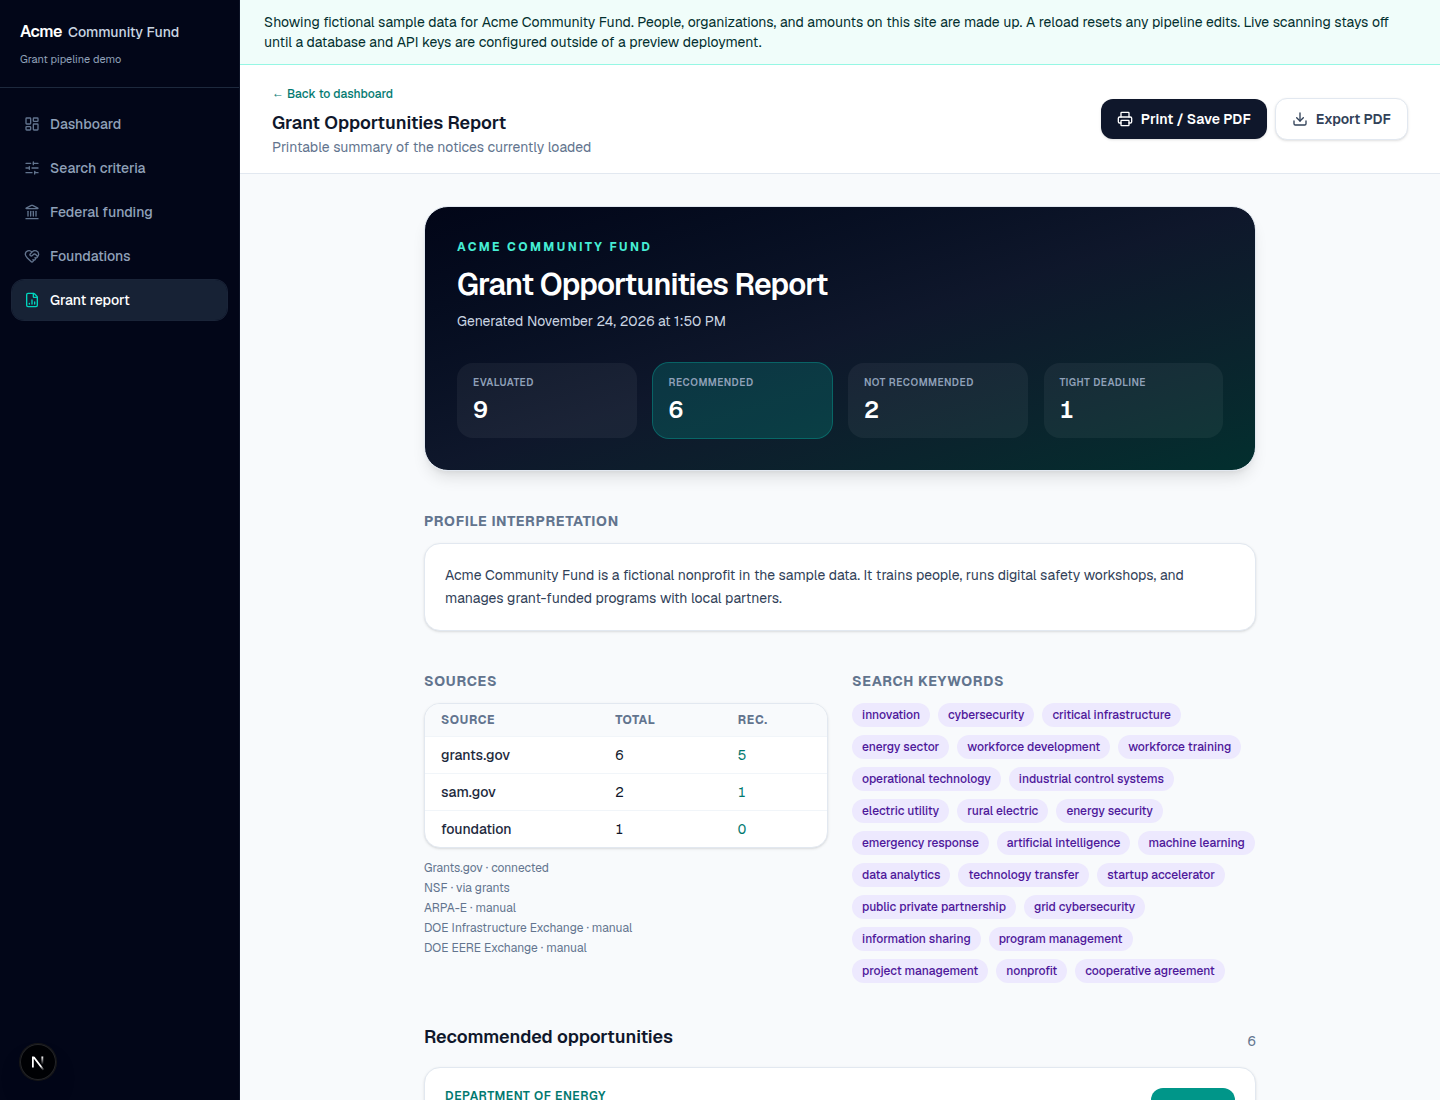 Acme Community Fund
Grant pipeline demo
Dashboard
Search criteria
Federal funding
Foundations
Grant report
N
Showing fictional sample data for Acme Community Fund. People, organizations, and amounts on this site are made up. A reload resets any pipeline edits. Live scanning stays off
until a database and API keys are configured outside of a preview deployment.
← Back to dashboard
Grant Opportunities Report
Printable summary of the notices currently loaded
Print / Save PDF
Export PDF
ACME COMMUNITY FUND
Grant Opportunities Report
Generated November 24, 2026 at 1:50 PM
EVALUATED
9
RECOMMENDED
6
NOT RECOMMENDED
2
TIGHT DEADLINE
1
PROFILE INTERPRETATION
Acme Community Fund is a fictional nonprofit in the sample data. It trains people, runs digital safety workshops, and
manages grant-funded programs with local partners.
SOURCES
SOURCE TOTAL REC.
grants.gov 6 5
sam.gov 2 1
foundation 1 0
Grants.gov · connected
NSF · via grants
ARPA-E · manual
DOE Infrastructure Exchange · manual
DOE EERE Exchange · manual
SEARCH KEYWORDS
innovation cybersecurity critical infrastructure
energy sector workforce development workforce training
operational technology industrial control systems
electric utility rural electric energy security
emergency response artificial intelligence machine learning
data analytics technology transfer startup accelerator
public private partnership grid cybersecurity
information sharing program management
project management nonprofit cooperative agreement
Recommended opportunities 6
DEPARTMENT OF ENERGY